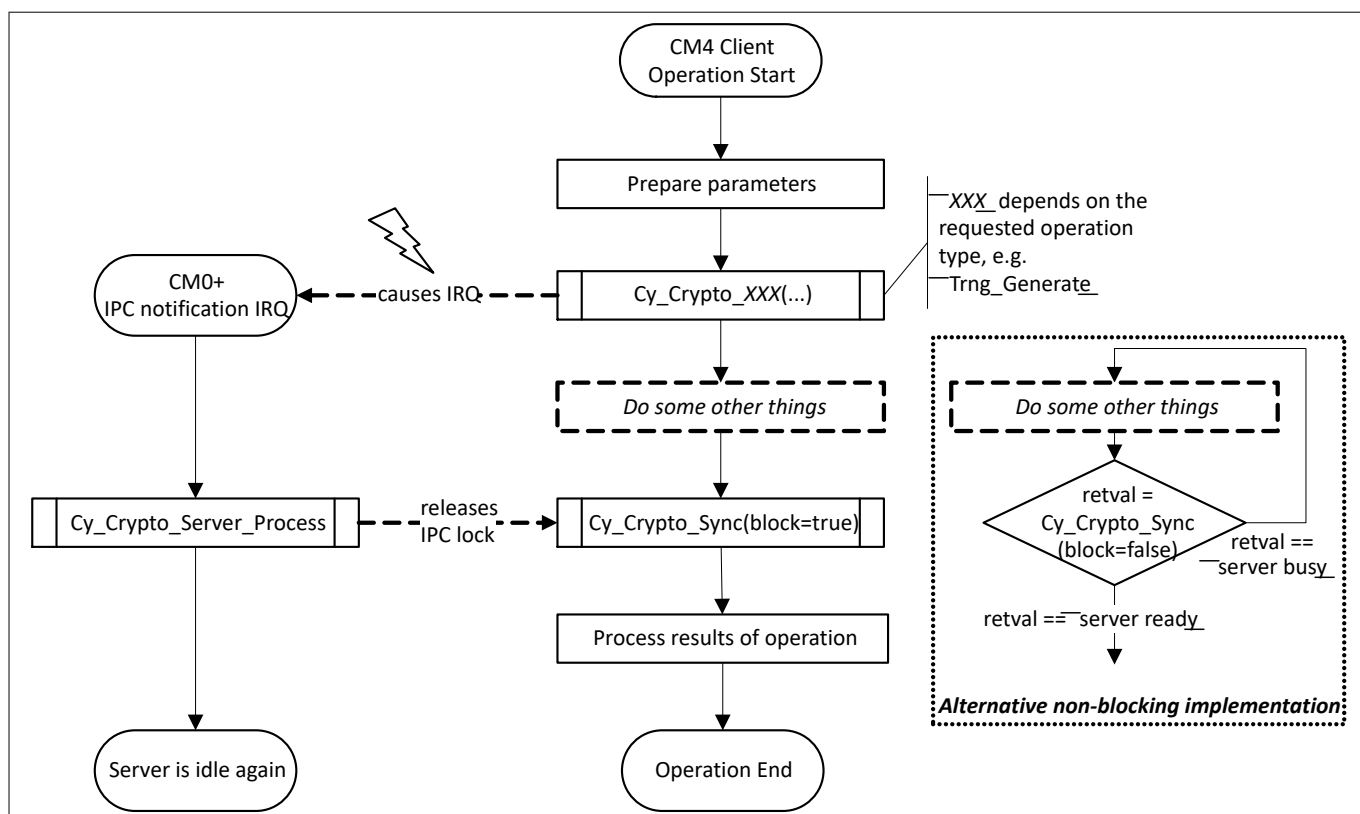 CM4 Client
Operation Start
Prepare parameters
XXX depends on the
requested operation
type, e.g.
Trng_Generate
CM0+
IPC notification IRQ
causes IRQ
Cy_Crypto_XXX(...)
Do some other things
Do some other things
Cy_Crypto_Server_Process
releases
IPC lock
Cy_Crypto_Sync(block=true)
retval =
Cy_Crypto_Sync
(block=false)
retval ==
server busy
retval == server ready
Process results of operation
Alternative non-blocking implementation
Server is idle again
Operation End